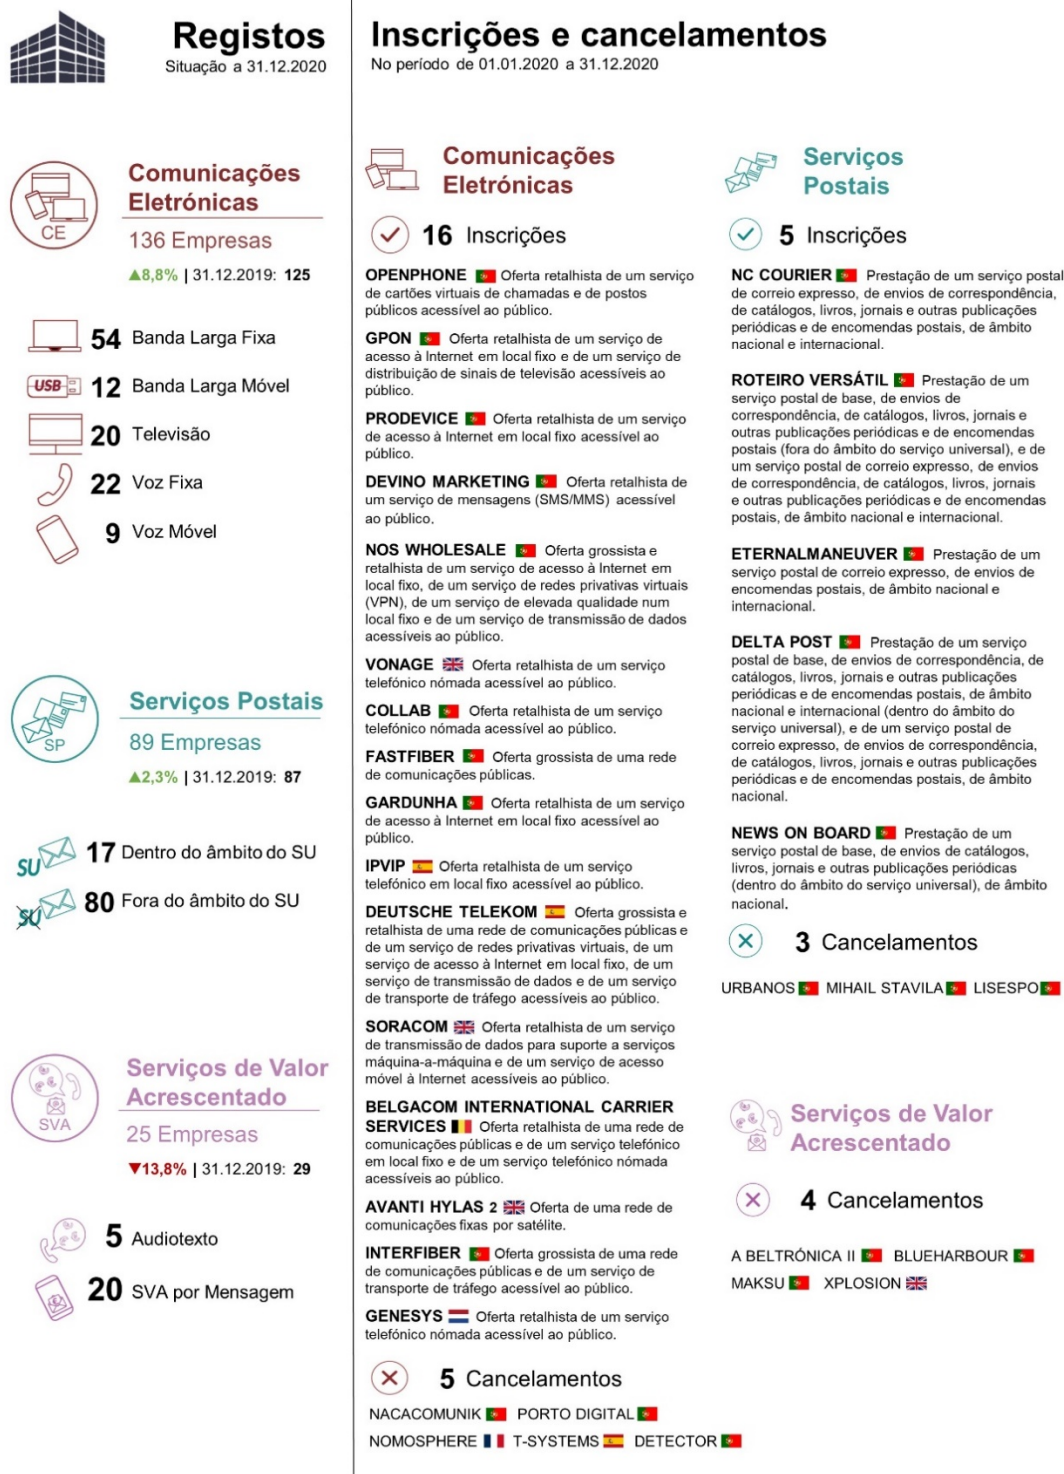 Registos
Situação a 31.12.2020
Comunicações
Eletrónicas
CE
136 Empresas
▲8,8% | 31.12.2019: 125
54 Banda Larga Fixa
USB
12 Banda Larga Móvel
20 Televisão
22 Voz Fixa
9 Voz Móvel
Serviços Postais
SP
89 Empresas
▲2,3% | 31.12.2019: 87
SU
17 Dentro do âmbito do SU
SU
80 Fora do âmbito do SU
Serviços de Valor
Acrescentado
SVA
25 Empresas
▼13,8% | 31.12.2019: 29
5 Audiotexto
20 SVA por Mensagem
Inscrições e cancelamentos
No período de 01.01.2020 a 31.12.2020
Comunicações
Eletrónicas
16 Inscrições
OPENPHONE Oferta retalhista de um serviço
de cartões virtuais de chamadas e de postos
públicos acessível ao público.
GPON Oferta retalhista de um serviço de
acesso à Internet em local fixo e de um serviço de
distribuição de sinais de televisão acessíveis ao
público.
PRODEVICE Oferta retalhista de um serviço
de acesso à Internet em local fixo acessível ao
público.
DEVINO MARKETING Oferta retalhista de
um serviço de mensagens (SMS/MMS) acessível
ao público.
NOS WHOLESALE Oferta grossista e
retalhista de um serviço de acesso à Internet em
local fixo, de um serviço de redes privativas virtuais
(VPN), de um serviço de elevada qualidade num
local fixo e de um serviço de transmissão de dados
acessíveis ao público.
VONAGE Oferta retalhista de um serviço
telefónico nómada acessível ao público.
COLLAB Oferta retalhista de um serviço
telefónico nómada acessível ao público.
FASTFIBER Oferta grossista de uma rede
de comunicações públicas.
GARDUNHA Oferta retalhista de um serviço
de acesso à Internet em local fixo acessível ao
público.
IPVIP Oferta retalhista de um serviço
telefónico em local fixo acessível ao público.
DEUTSCHE TELEKOM Oferta grossista e
retalhista de uma rede de comunicações públicas e
de um serviço de redes privativas virtuais, de um
serviço de acesso à Internet em local fixo, de um
serviço de transmissão de dados e de um serviço
de transporte de tráfego acessíveis ao público.
SORACOM Oferta retalhista de um serviço
de transmissão de dados para suporte a serviços
máquina-a-máquina e de um serviço de acesso
móvel à Internet acessíveis ao público.
BELGACOM INTERNATIONAL CARRIER
SERVICES Oferta retalhista de uma rede de
comunicações públicas e de um serviço telefónico
em local fixo e de um serviço telefónico nómada
acessíveis ao público.
AVANTI HYLAS 2 Oferta de uma rede de
comunicações fixas por satélite.
INTERFIBER Oferta grossista de uma rede
de comunicações públicas e de um serviço de
transporte de tráfego acessível ao público.
GENESYS Oferta retalhista de um serviço
telefónico nómada acessível ao público.
5 Cancelamentos
NACACOMUNIK PORTO DIGITAL
NOMOSPHERE T-SYSTEMS DETECTOR
Serviços
Postais
5 Inscrições
NC COURIER Prestação de um serviço postal
de correio expresso, de envios de correspondência,
de catálogos, livros, jornais e outras publicações
periódicas e de encomendas postais, de âmbito
nacional e internacional.
ROTEIRO VERSÁTIL Prestação de um
serviço postal de base, de envios de
correspondência, de catálogos, livros, jornais e
outras publicações periódicas e de encomendas
postais (fora do âmbito do serviço universal), e de
um serviço postal de correio expresso, de envios
de correspondência, de catálogos, livros, jornais
e outras publicações periódicas e de encomendas
postais, de âmbito nacional e internacional.
ETERNALMANEUVER Prestação de um
serviço postal de correio expresso, de envios de
encomendas postais, de âmbito nacional e
internacional.
DELTA POST Prestação de um serviço
postal de base, de envios de correspondência, de
catálogos, livros, jornais e outras publicações
periódicas e de encomendas postais, de âmbito
nacional e internacional (dentro do âmbito do
serviço universal), e de um serviço postal de
correio expresso, de envios de correspondência,
de catálogos, livros, jornais e outras publicações
periódicas e de encomendas postais, de âmbito
nacional.
NEWS ON BOARD Prestação de um
serviço postal de base, de envios de catálogos,
livros, jornais e outras publicações periódicas
(dentro do âmbito do serviço universal), de âmbito
nacional.
3 Cancelamentos
URBANOS MIHAIL STAVILA LISESPO
Serviços de Valor
Acrescentado
4 Cancelamentos
A BELTRÓNICA II BLUEHARBOUR
MAKSU XPLOSION